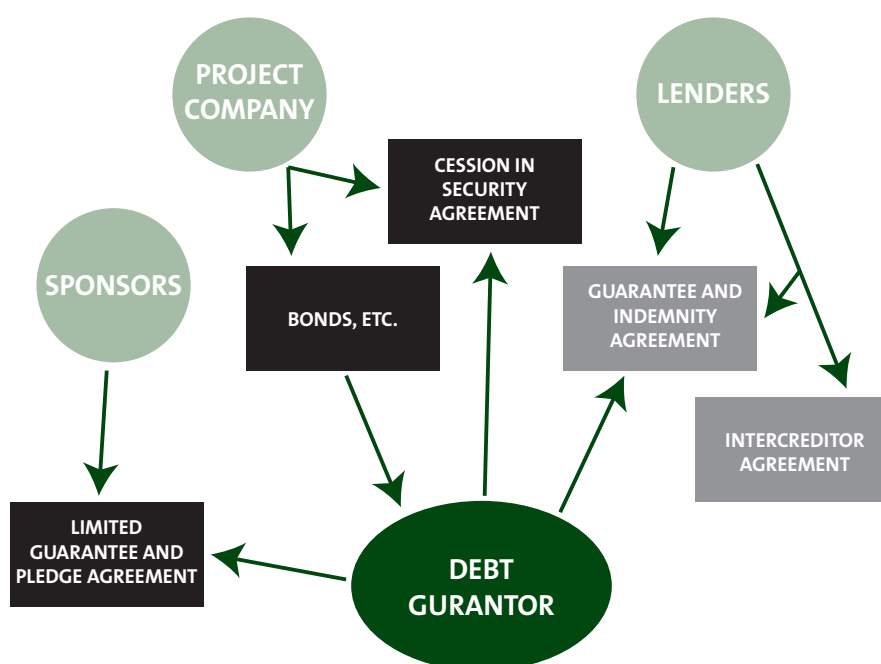 PROJECT
COMPANY
LENDERS
CESSION IN
SECURITY
AGREEMENT
SPONSORS
BONDS, ETC.
GUARANTEE AND
INDEMNITY
AGREEMENT
INTERCREDITOR
AGREEMENT
LIMITED
GUARANTEE AND
PLEDGE AGREEMENT
DEBT
GURANTOR